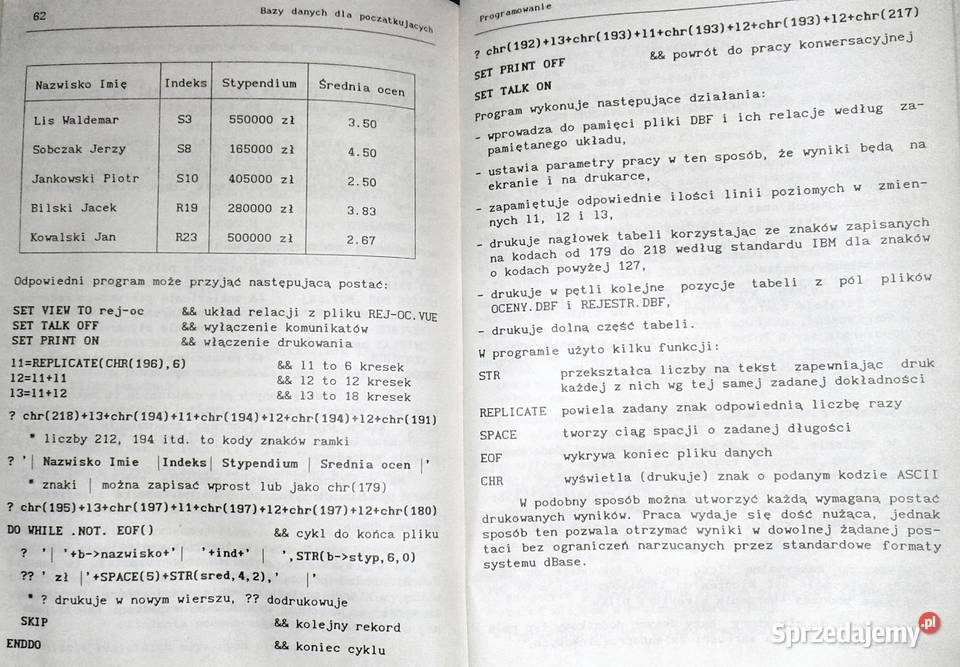 62
Bazy danych dla początkujących
Nazwisko Imię Indeks Stypendium Średnia ocen
Lis Waldemar S3 550000 zł 3.50
Sobczak Jerzy S8 165000 zł 4.50
Jankowski Piotr S10 405000 zł 2.50
Bilski Jacek R19 280000 zł 3.83
Kowalski Jan R23 500000 zł 2.67
Odpowiedni program może przyjąć następującą postać:
SET VIEW TO rej-oc && układ relacji z pliku REJ-OC.VUE
SET TALK OFF && wyłączenie komunikatów
SET PRINT ON && włączenie drukowania
l1=REPLICATE(CHR(196),6) && l1 to 6 kresek
l2=l1+l1 && l2 to 12 kresek
l3=l1+l2 && l3 to 18 kresek
? chr(218)+l3+chr(194)+l1+chr(194)+l2+chr(194)+l2+chr(191)
* liczby 212, 194 itd. to kody znaków ramki
? '| Nazwisko Imie |Indeks| Stypendium | Srednia ocen |'
* znaki | można zapisać wprost lub jako chr(179)
? chr(195)+l3+chr(197)+l1+chr(197)+l2+chr(197)+l2+chr(180)
DO WHILE .NOT. EOF() && cykl do końca pliku
? '| '+b->nazwisko+'| '+ind+' | ',STR(b->styp,6,0)
?? ' zł |'+SPACE(5)+STR(sred,4,2),' |'
* ? drukuje w nowym wierszu, ?? dodrukowuje
SKIP && kolejny rekord
ENDDO && koniec cyklu
Programowanie
? chr(192)+l3+chr(193)+l1+chr(193)+l2+chr(193)+l2+chr(217)
SET PRINT OFF && powrót do pracy konwersacyjnej
SET TALK ON
Program wykonuje następujące działania:
- wprowadza do pamięci pliki DBF i ich relacje według za-
pamiętanego układu,
- ustawia parametry pracy w ten sposób, że wyniki będą na
ekranie i na drukarce,
- zapamiętuje odpowiednie ilości linii poziomych w zmien-
nych l1, l2 i l3,
- drukuje nagłowek tabeli korzystając ze znaków zapisanych
na kodach od 179 do 218 według standardu IBM dla znaków
o kodach powyżej 127,
- drukuje w pętli kolejne pozycje tabeli z pól plików
OCENY.DBF i REJESTR.DBF,
- drukuje dolną część tabeli.
W programie użyto kilku funkcji:
STR przekształca liczby na tekst zapewniając druk
każdej z nich wg tej samej zadanej dokładności
REPLICATE powiela zadany znak odpowiednią liczbę razy
SPACE tworzy ciąg spacji o zadanej długości
EOF wykrywa koniec pliku danych
CHR wyświetla (drukuje) znak o podanym kodzie ASCII
W podobny sposób można utworzyć każdą wymaganą postać
drukowanych wyników. Praca wydaje się dość nużąca, jednak
sposób ten pozwala otrzymać wyniki w dowolnej żądanej pos-
taci bez ograniczeń narzucanych przez standardowe formaty
systemu dBase.
Sprzedajemy.pl